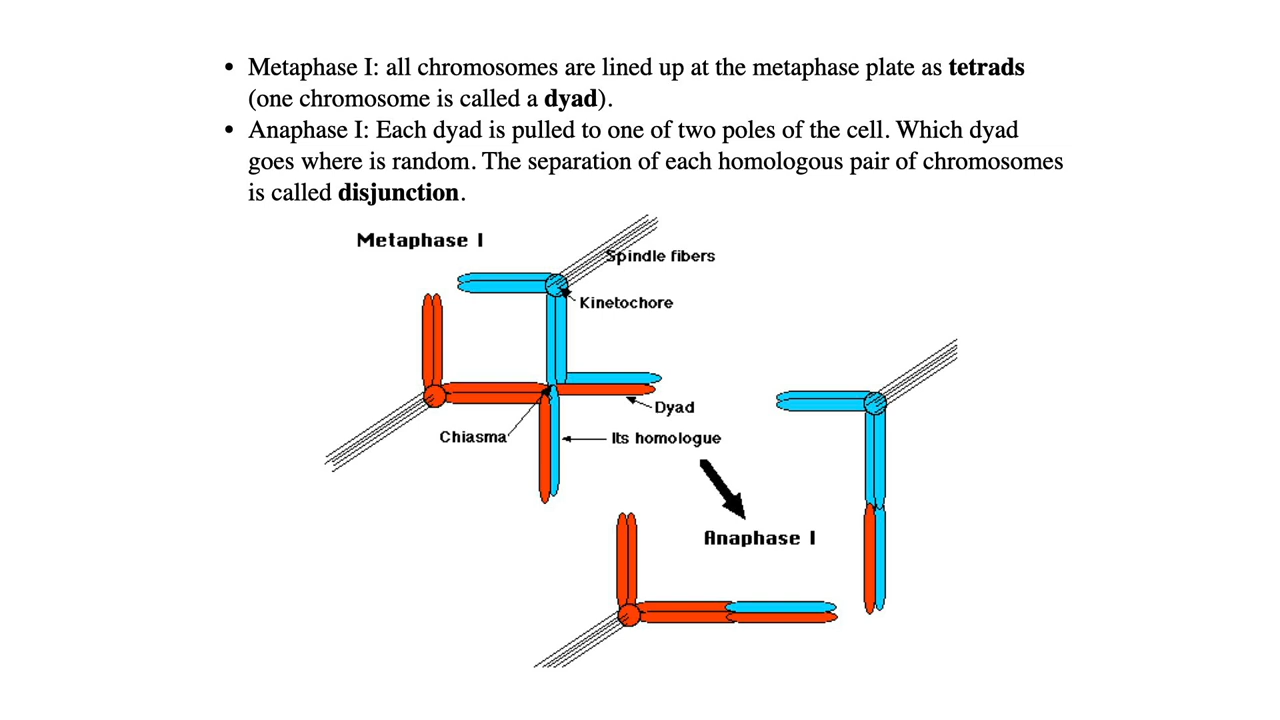 • Metaphase I: all chromosomes are lined up at the metaphase plate as tetrads
(one chromosome is called a dyad).
• Anaphase I: Each dyad is pulled to one of two poles of the cell. Which dyad
goes where is random. The separation of each homologous pair of chromosomes
is called disjunction.
Metaphase I
Spindle fibers
Kinetochore
Dyad
Chiasma
Its homologue
Anaphase I